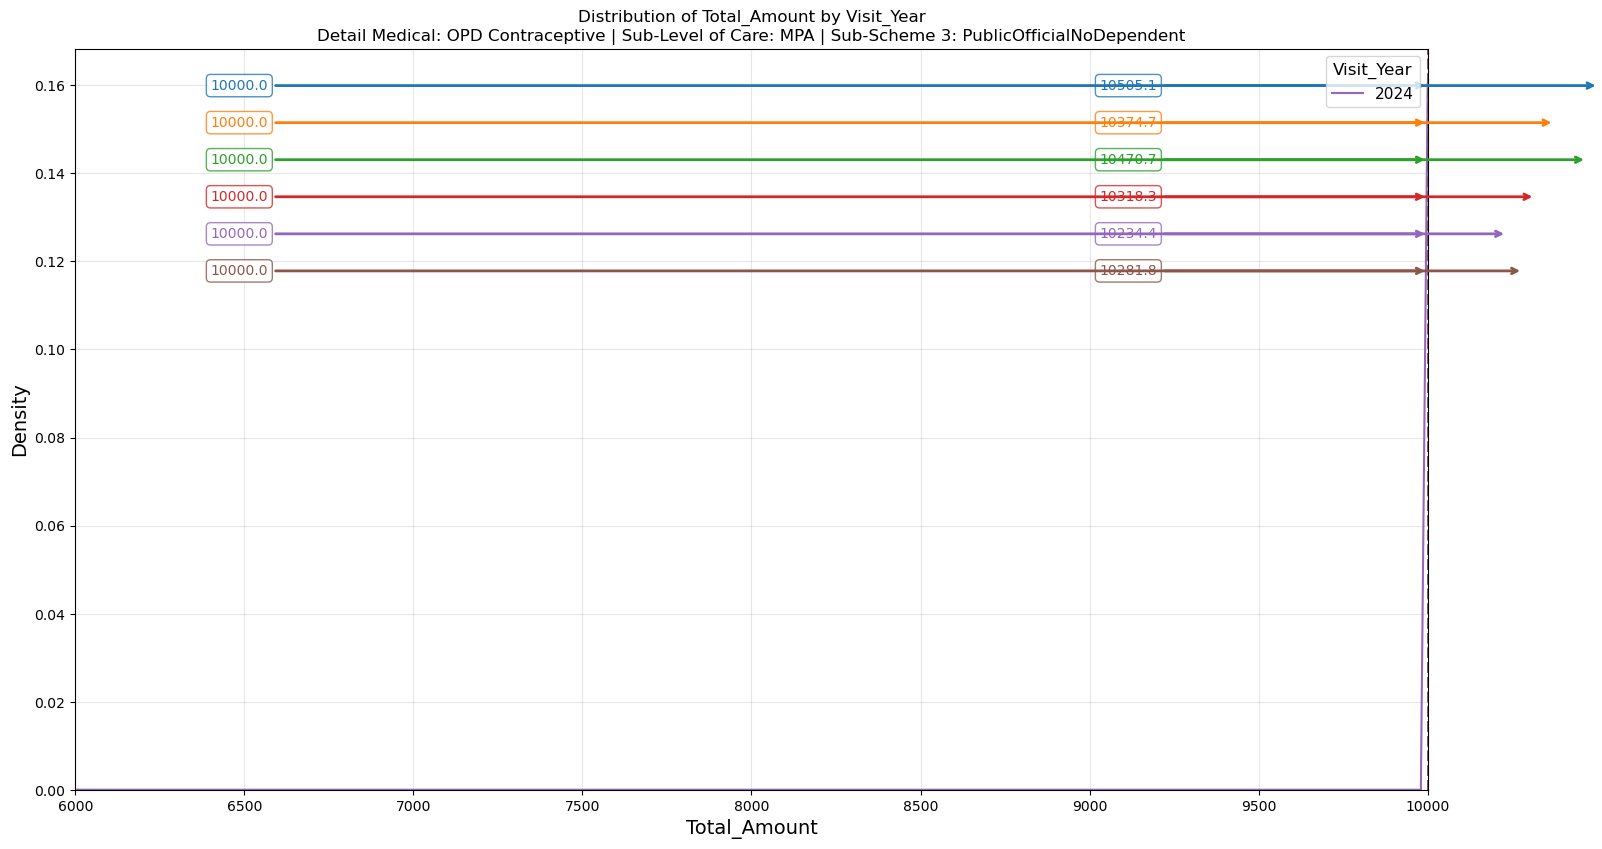 Distribution of Total_Amount by Visit_Year
Detail Medical: OPD Contraceptive | Sub-Level of Care: MPA | Sub-Scheme 3: PublicOfficialNoDependent
Visit_Year
2024
10000.0 10505.1
10000.0 10374.7
10000.0 10470.7
10000.0 10318.3
10000.0 10234.4
10000.0 10281.8
Density
0.16
0.14
0.12
0.10
0.08
0.06
0.04
0.02
0.00
6000 6500 7000 7500 8000 8500 9000 9500 10000
Total_Amount